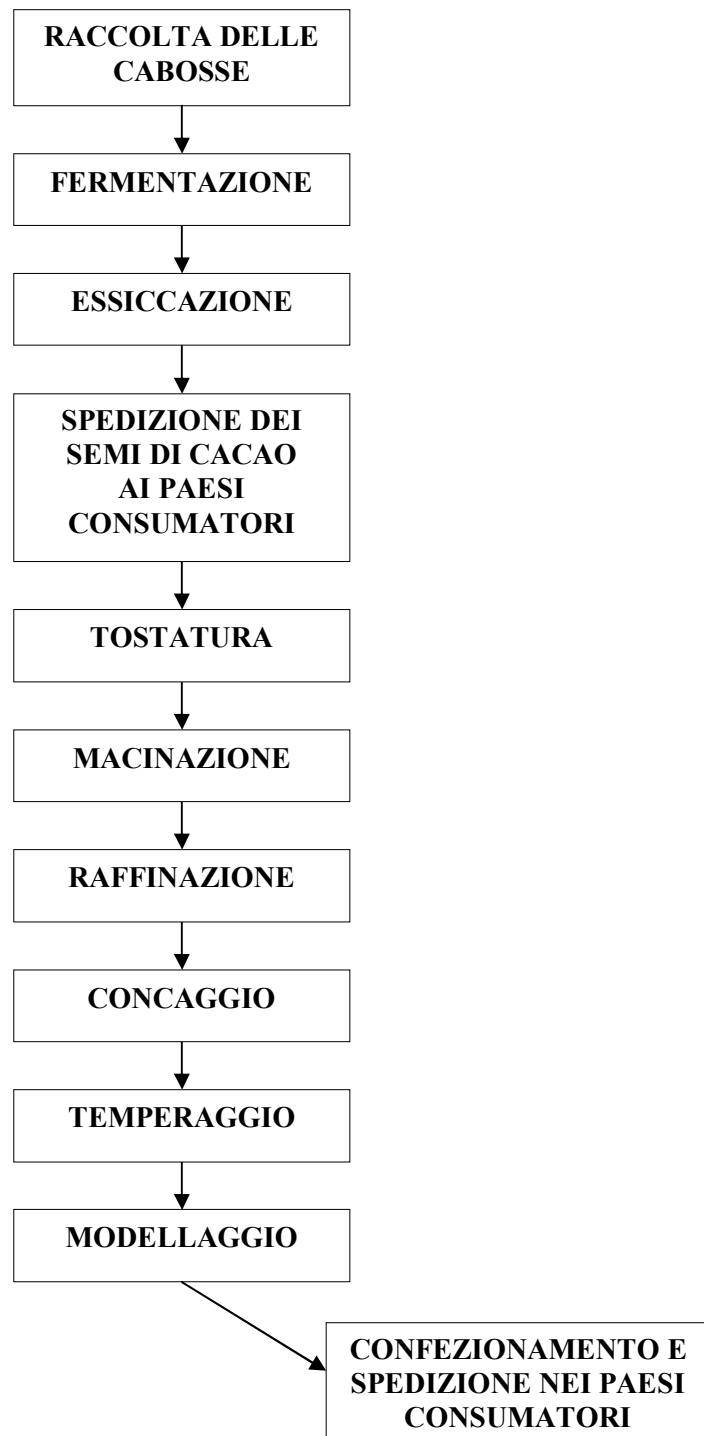 RACCOLTA DELLE
CABOSSE
FERMENTAZIONE
ESSICCAZIONE
SPEDIZIONE DEI
SEMI DI CACAO
AI PAESI
CONSUMATORI
TOSTATURA
MACINAZIONE
RAFFINAZIONE
CONCAGGIO
TEMPERAGGIO
MODELLAGGIO
CONFEZIONAMENTO E
SPEDIZIONE NEI PAESI
CONSUMATORI